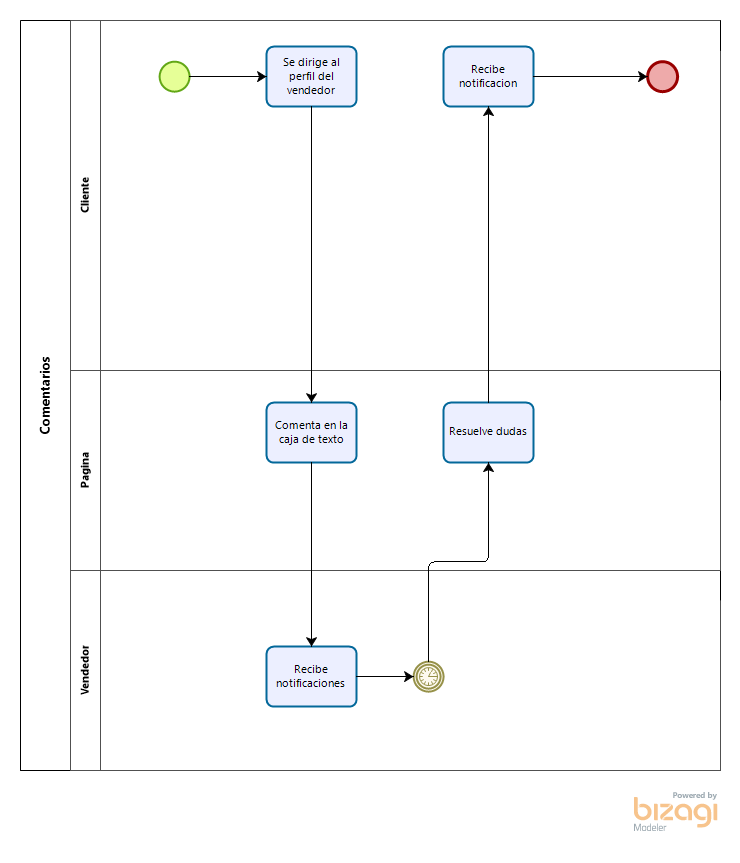 Comentarios
Cliente
Se dirige al
perfil del
vendedor
Recibe
notificacion
Pagina
Comenta en la
caja de texto
Resuelve dudas
Vendedor
Recibe
notificaciones
Powered by
bizagi
Modeler